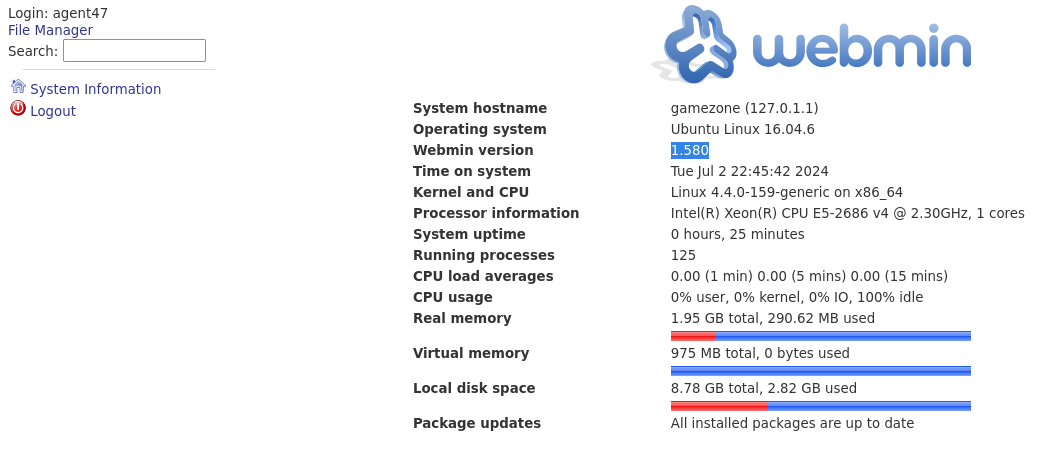 Login: agent47
File Manager
Search:
System Information
Logout
webmin
System hostname gamezone (127.0.1.1)
Operating system Ubuntu Linux 16.04.6
Webmin version 1.580
Time on system Tue Jul 2 22:45:42 2024
Kernel and CPU Linux 4.4.0-159-generic on x86_64
Processor information Intel(R) Xeon(R) CPU E5-2686 v4 @ 2.30GHz, 1 cores
System uptime 0 hours, 25 minutes
Running processes 125
CPU load averages 0.00 (1 min) 0.00 (5 mins) 0.00 (15 mins)
CPU usage 0% user, 0% kernel, 0% IO, 100% idle
Real memory 1.95 GB total, 290.62 MB used
Virtual memory 975 MB total, 0 bytes used
Local disk space 8.78 GB total, 2.82 GB used
Package updates All installed packages are up to date